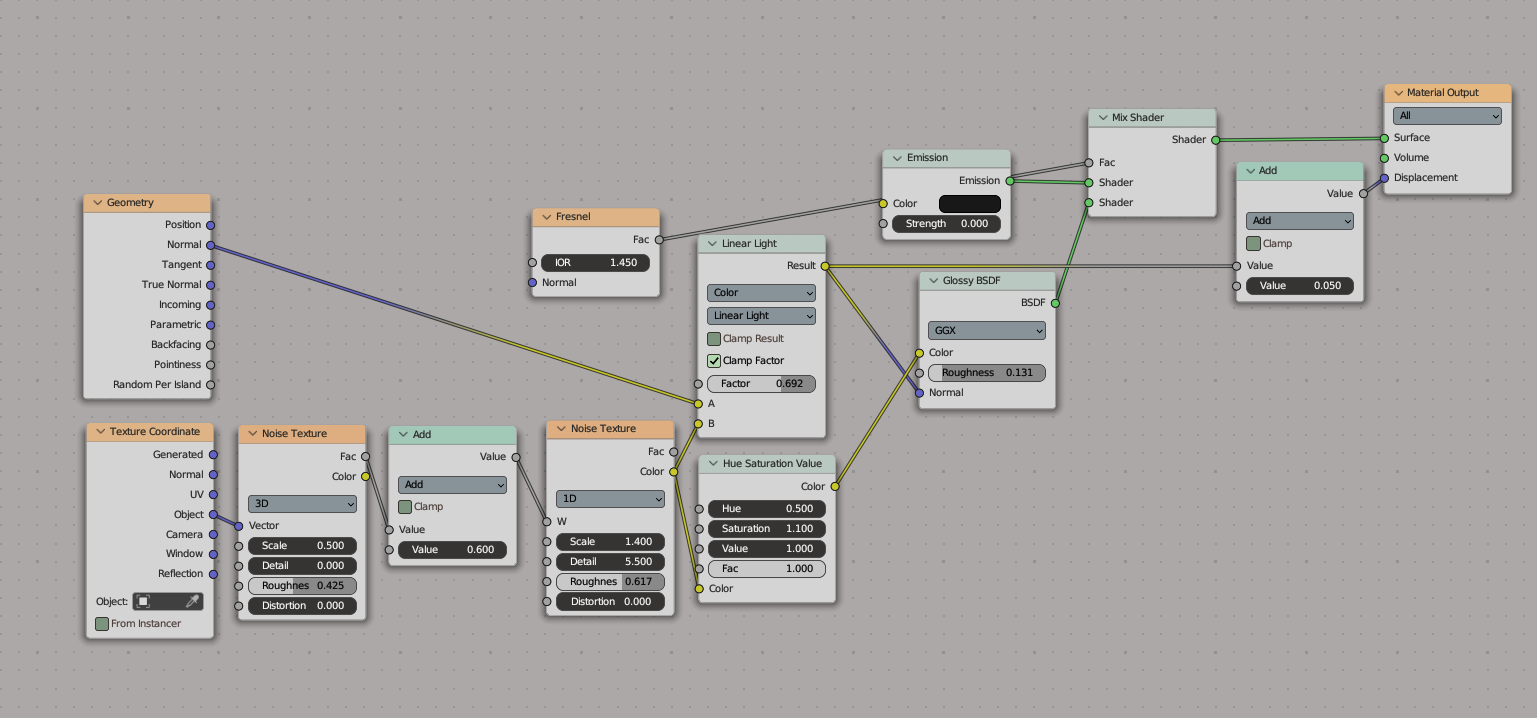 Geometry
Position
Normal
Tangent
True Normal
Incoming
Parametric
Backfacing
Pointiness
Random Per Island
Texture Coordinate
Generated
Normal
UV
Object
Camera
Window
Reflection
Object:
From Instancer
Noise Texture
Fac
Color
3D
Vector
Scale 0.500
Detail 0.000
Roughnes 0.425
Distortion 0.000
Add
Value
Add
Clamp
Value
Value 0.600
Fresnel
Fac
IOR 1.450
Normal
Noise Texture
Fac
Color
1D
W
Scale 1.400
Detail 5.500
Roughnes 0.617
Distortion 0.000
Linear Light
Result
Color
Linear Light
Clamp Result
Clamp Factor
Factor 0.692
A
B
Hue Saturation Value
Color
Hue 0.500
Saturation 1.100
Value 1.000
Fac 1.000
Color
Emission
Emission
Color
Strength 0.000
Glossy BSDF
BSDF
GGX
Color
Roughness 0.131
Normal
Mix Shader
Shader
Fac
Shader
Shader
Add
Value
Add
Clamp
Value
Value 0.050
Material Output
All
Surface
Volume
Displacement